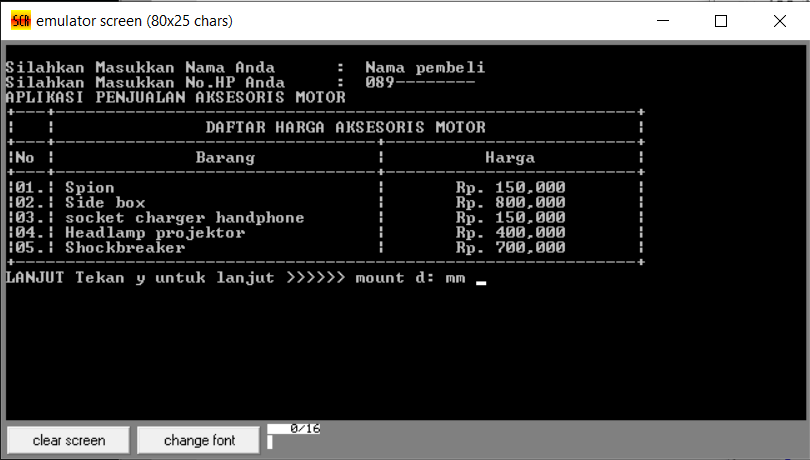 SCR emulator screen (80x25 chars)
Silahkan Masukkan Nama Anda : Nama pembeli
Silahkan Masukkan No.HP Anda : 089---------
APLIKASI PENJUALAN AKSESORIS MOTOR
DAFTAR HARGA AKSESORIS MOTOR
No Barang Harga
01. Spion Rp. 150,000
02. Side box Rp. 800,000
03. socket charger handphone Rp. 150,000
04. Headlamp projektor Rp. 400,000
05. Shockbreaker Rp. 700,000
LANJUT Tekan y untuk lanjut >>>>>> mount d: mm _
clear screen change font 0/16